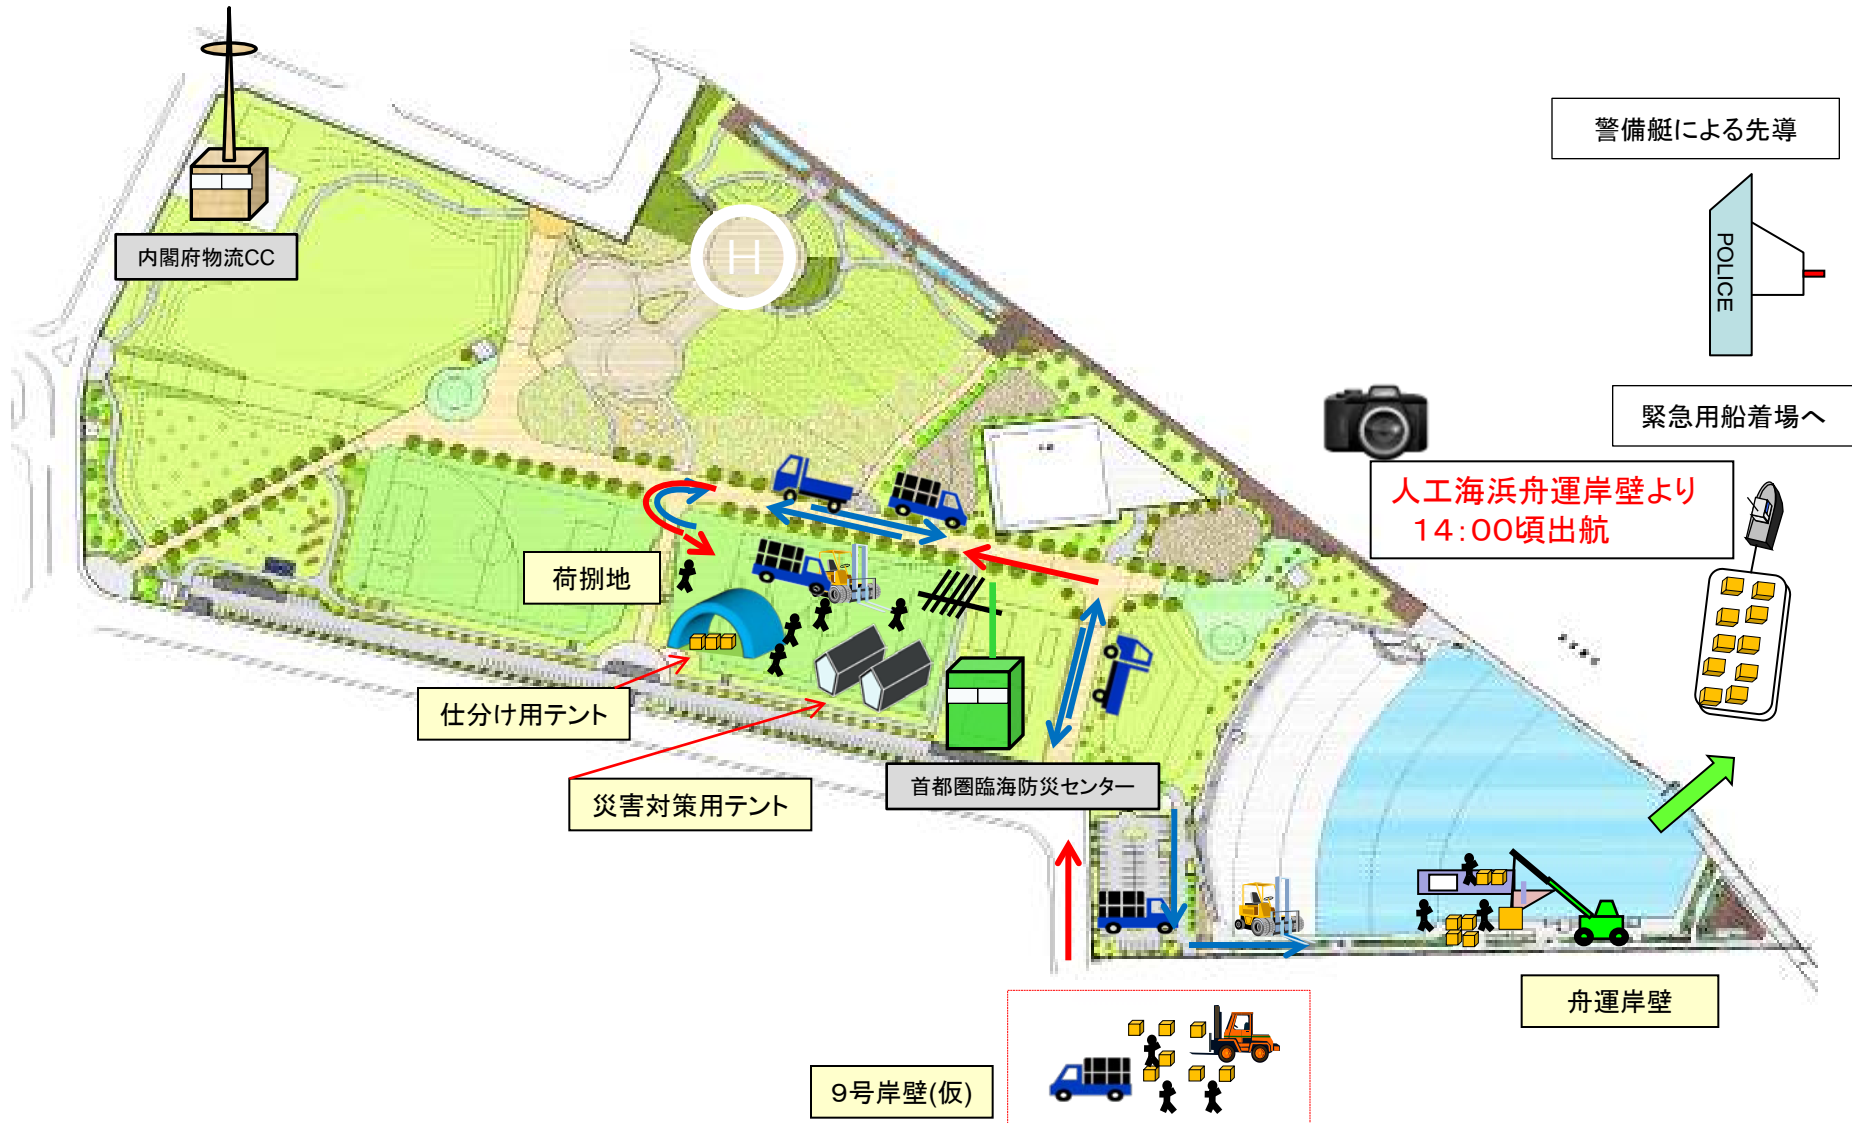 警備艇による先導
POLICE
内閣府物流CC
H
緊急用船着場へ
人工海浜舟運岸壁より
14:00頃出航
荷捌地
仕分け用テント
災害対策用テント
首都圏臨海防災センター
舟運岸壁
9号岸壁(仮)